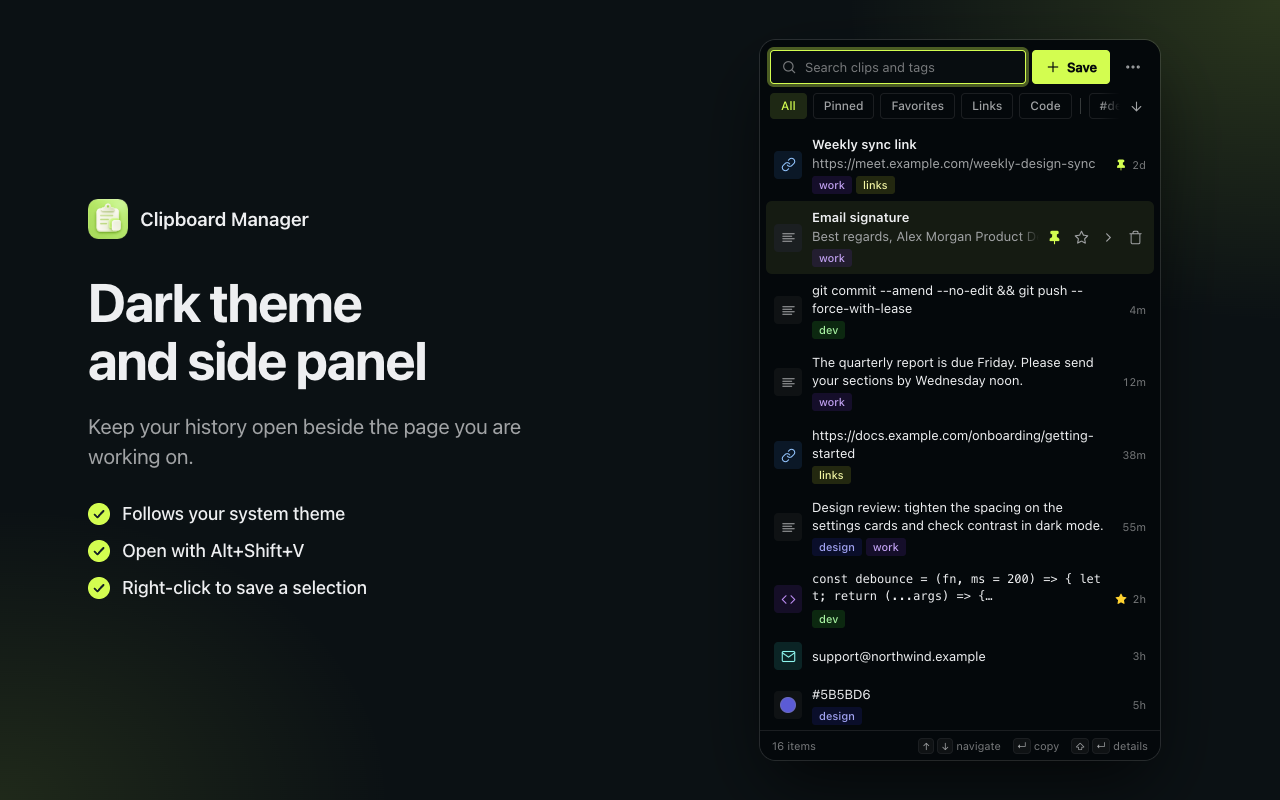 Clipboard Manager
Dark theme
and side panel
Keep your history open beside the page you are
working on.
Follows your system theme
Open with Alt+Shift+V
Right-click to save a selection
Search clips and tags
Save
All Pinned Favorites Links Code
Weekly sync link
https://meet.example.com/weekly-design-sync 2d
work links
Email signature
Best regards, Alex Morgan Product
work
git commit --amend --no-edit && git push --
force-with-lease
4m
dev
The quarterly report is due Friday. Please send
your sections by Wednesday noon.
12m
work
https://docs.example.com/onboarding/getting-
started
38m
links
Design review: tighten the spacing on the
settings cards and check contrast in dark mode.
55m
design work
const debounce = (fn, ms = 200) => { let
t; return (...args) => {…
2h
dev
support@northwind.example 3h
#5B5BD6
5h
design
16 items ↑ ↓ navigate ↵ copy ⇧ ↵ details